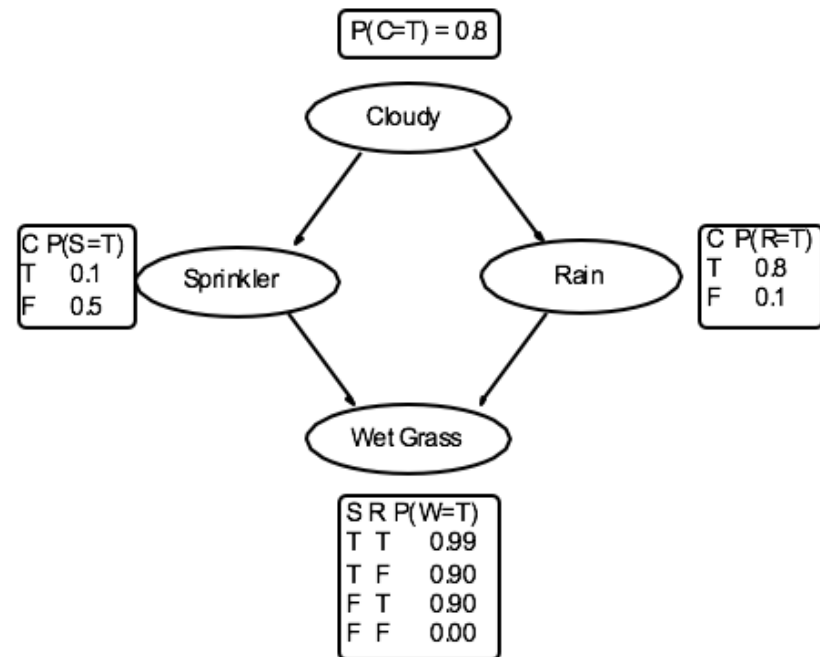 P(C=T) = 0.8
Cloudy
C P(S=T)
T 0.1
F 0.5
Sprinkler
Rain
C P(R=T)
T 0.8
F 0.1
Wet Grass
S R P(W=T)
T T 0.99
T F 0.90
F T 0.90
F F 0.00